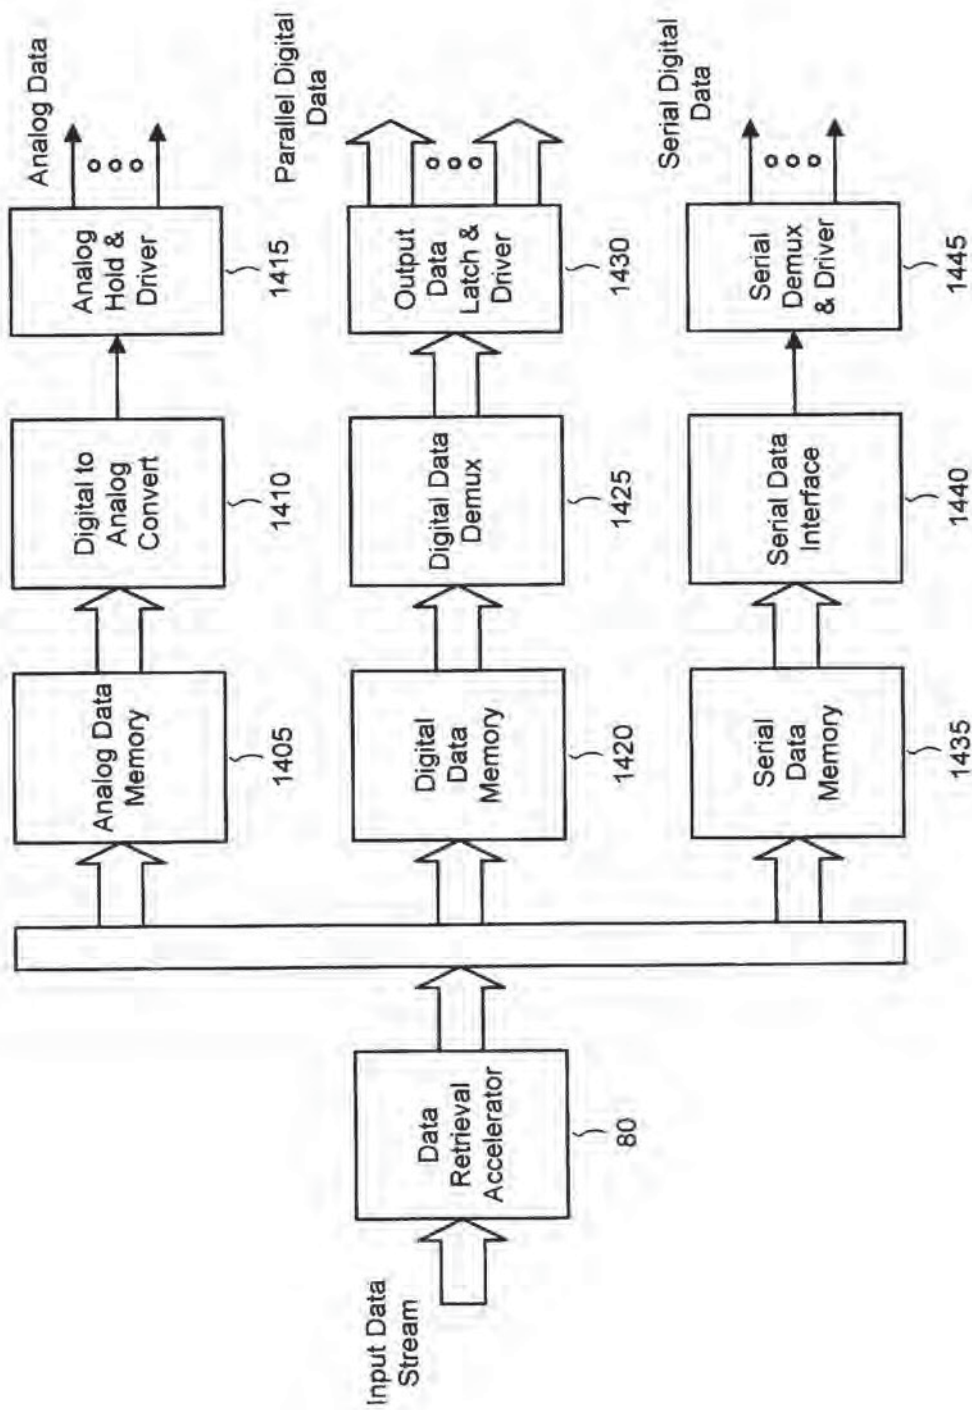 Input Data
Stream
Data
Retrieval
Accelerator
80
Analog Data
Memory
1405
Digital to
Analog
Convert
1410
Analog
Hold &
Driver
1415
Analog Data
Digital
Data
Memory
1420
Digital Data
Demux
1425
Output
Data
Latch &
Driver
1430
Parallel Digital
Data
Serial
Data
Memory
1435
Serial Data
Interface
1440
Serial
Demux
& Driver
1445
Serial Digital
Data